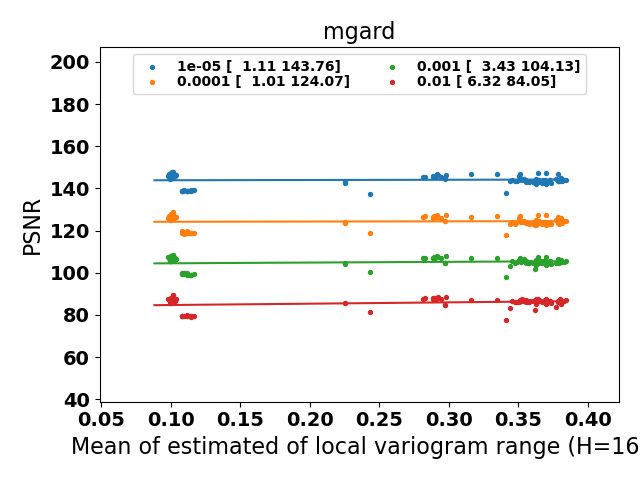 mgard
1e-05 [  1.11 143.76]
0.0001 [  1.01 124.07]
0.001 [  3.43 104.13]
0.01 [ 6.32 84.05]
PSNR
200
180
160
140
120
100
80
60
40
0.05 0.10 0.15 0.20 0.25 0.30 0.35 0.40
Mean of estimated of local variogram range (H=16